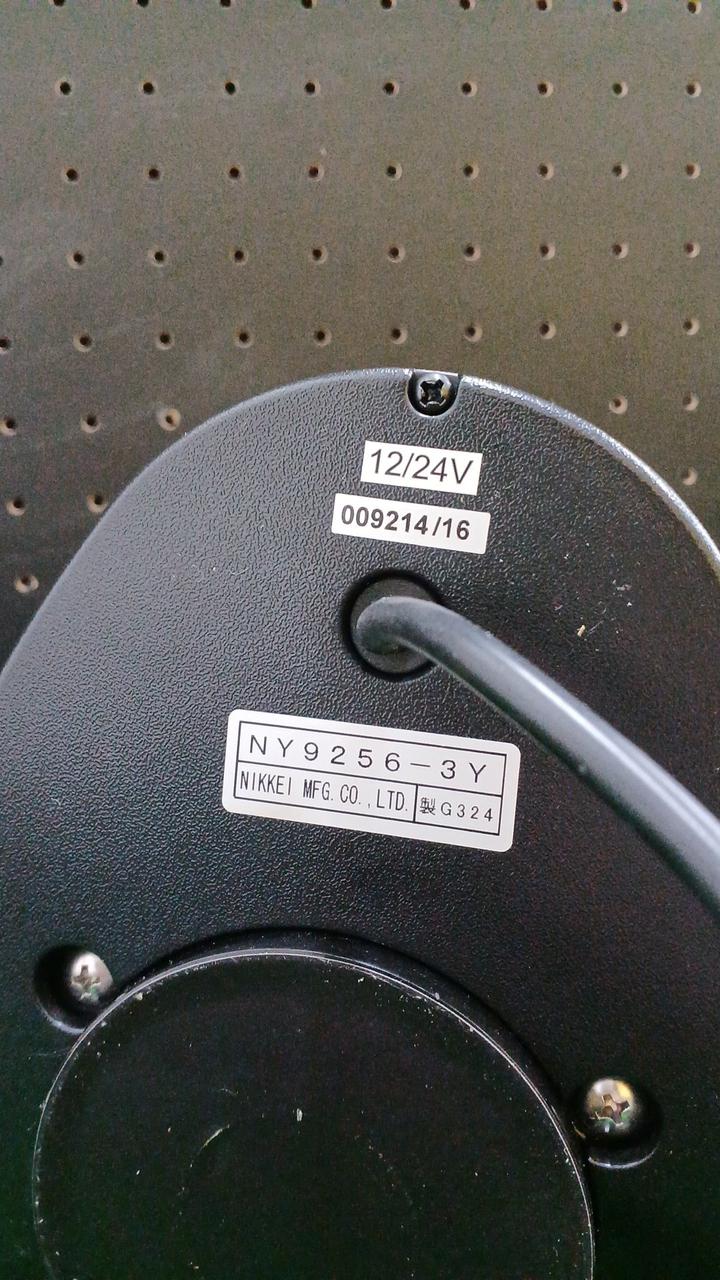 12/24V
009214/16
NY9256-3Y
NIKKEI MFG.CO.,LTD. 製G324